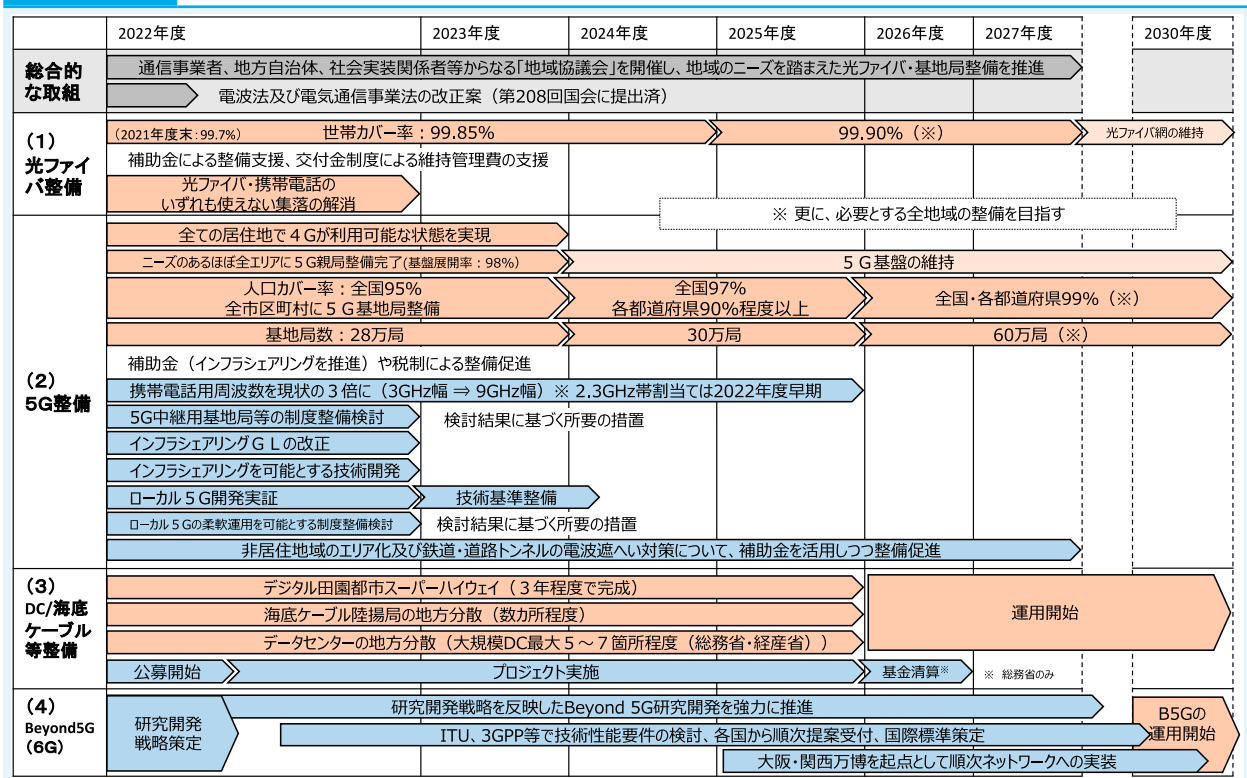 2022年度
2023年度
2024年度
2025年度
2026年度
2027年度
2030年度
総合的
な取組
通信事業者、地方自治体、社会実装関係者等からなる「地域協議会」を開催し、地域のニーズを踏まえた光ファイバ・基地局整備を推進
電波法及び電気通信事業法の改正案（第208回国会に提出済）
（1）
光ファイ
バ整備
（2021年度末：99.7%）
世帯カバー率：99.85%
99.90%（※）
光ファイバ網の維持
補助金による整備支援、交付金制度による維持管理費の支援
光ファイバ・携帯電話の
いずれも使えない集落の解消
※ 更に、必要とする全地域の整備を目指す
（2）
5G整備
全ての居住地で４Gが利用可能な状態を実現
ニーズのあるほぼ全エリアに５G親局整備完了(基盤展開率：98%)
５G基盤の維持
人口カバー率：全国95%
全市区町村に５G基地局整備
全国97%
各都道府県90%程度以上
全国・各都道府県99%（※）
基地局数：28万局
30万局
60万局（※）
補助金（インフラシェアリングを推進）や税制による整備促進
携帯電話用周波数を現状の３倍に（3GHz幅 ⇒ 9GHz幅）※ 2.3GHz帯割当ては2022年度早期
5G中継用基地局等の制度整備検討
検討結果に基づく所要の措置
インフラシェアリングＧＬの改正
インフラシェアリングを可能とする技術開発
ローカル５G開発実証
技術基準整備
ローカル５Gの柔軟運用を可能とする制度整備検討
検討結果に基づく所要の措置
非居住地域のエリア化及び鉄道・道路トンネルの電波遮へい対策について、補助金を活用しつつ整備促進
（3）
DC/海底
ケーブル
等整備
デジタル田園都市スーパーハイウェイ（３年程度で完成）
海底ケーブル陸揚局の地方分散（数カ所程度）
データセンターの地方分散（大規模DC最大５～７箇所程度（総務省・経産省））
運用開始
公募開始
プロジェクト実施
基金清算※
※ 総務省のみ
（4）
Beyond5G
（6G）
研究開発
戦略策定
研究開発戦略を反映したBeyond 5G研究開発を強力に推進
ITU、3GPP等で技術性能要件の検討、各国から順次提案受付、国際標準策定
大阪・関西万博を起点として順次ネットワークへの実装
B5Gの
運用開始